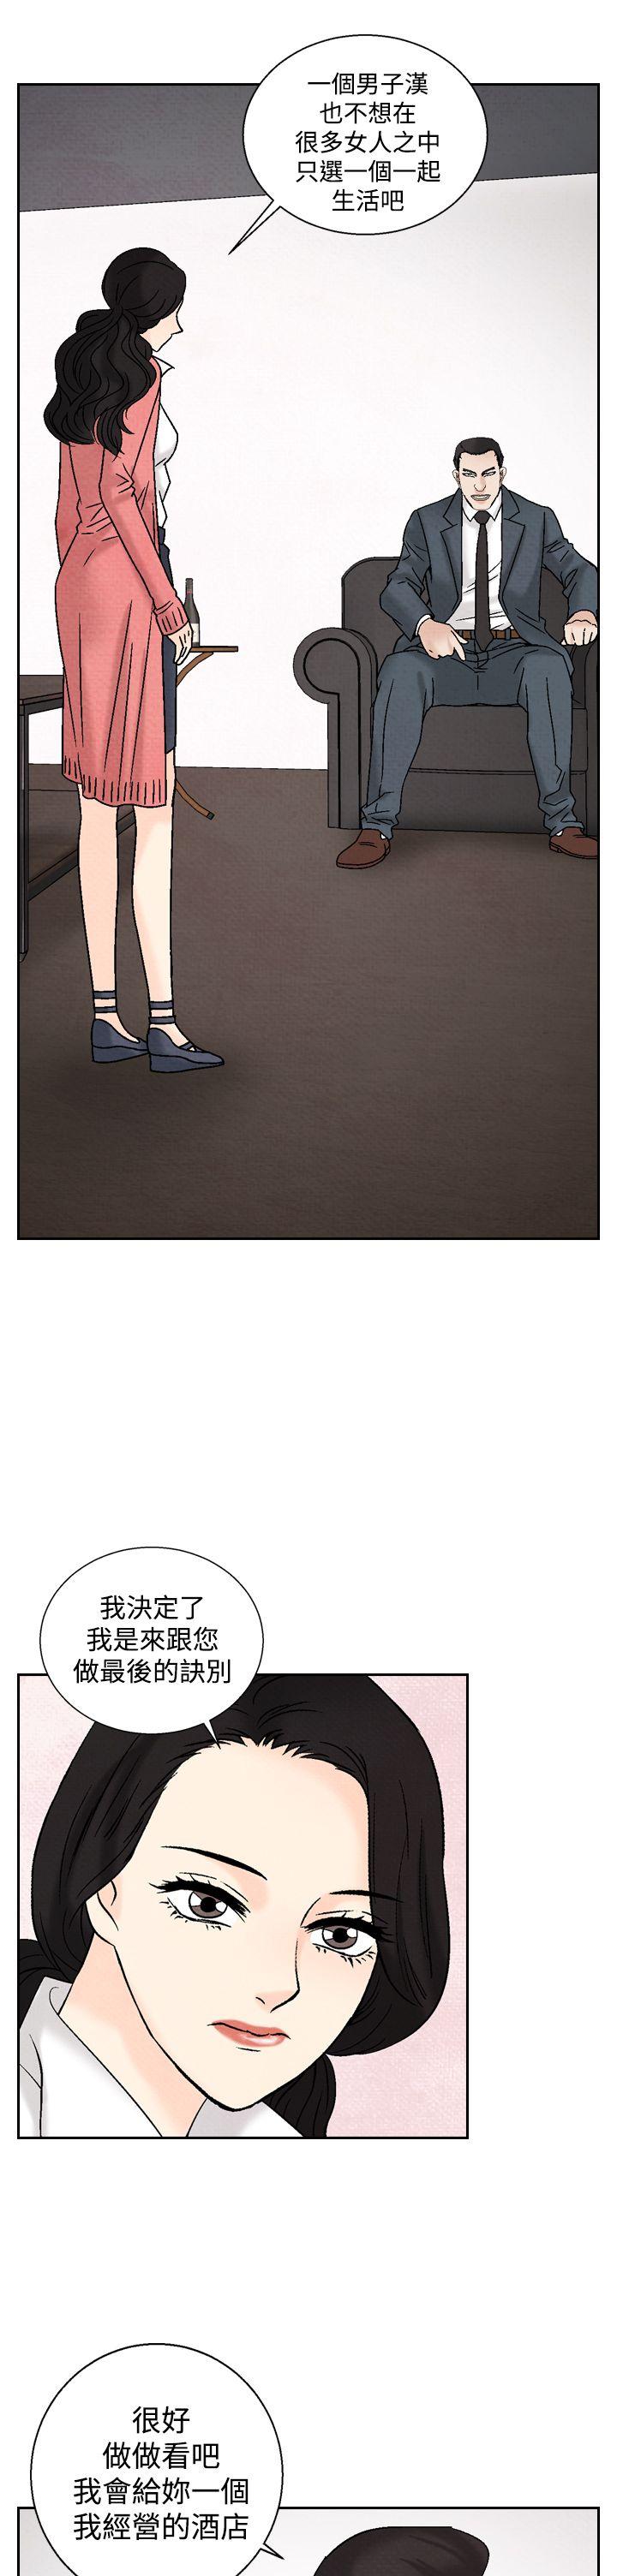 一個男子漢
也不想在
很多女人之中
只選一個一起
生活吧
我決定了
我是來跟您
做最後的訣別
很好
做做看吧
我會給妳一個
我經營的酒店